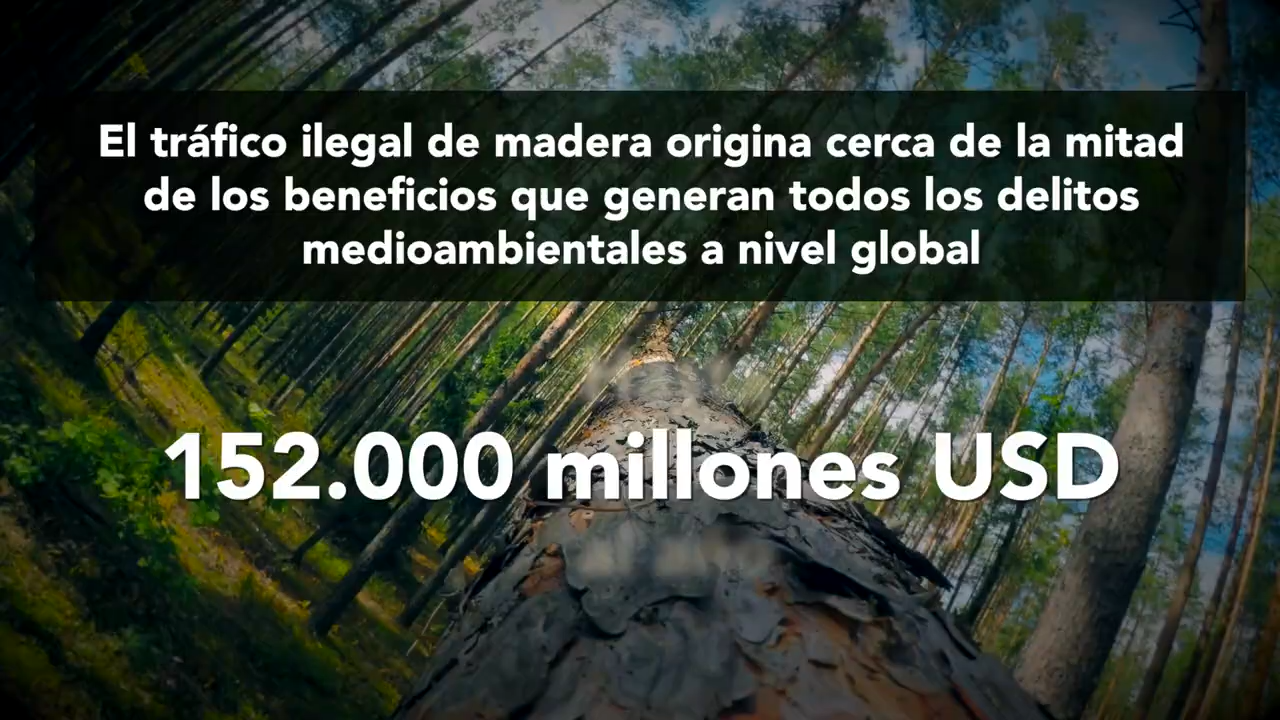 El tráfico ilegal de madera origina cerca de la mitad
de los beneficios que generan todos los delitos
medioambientales a nivel global
152.000 millones USD